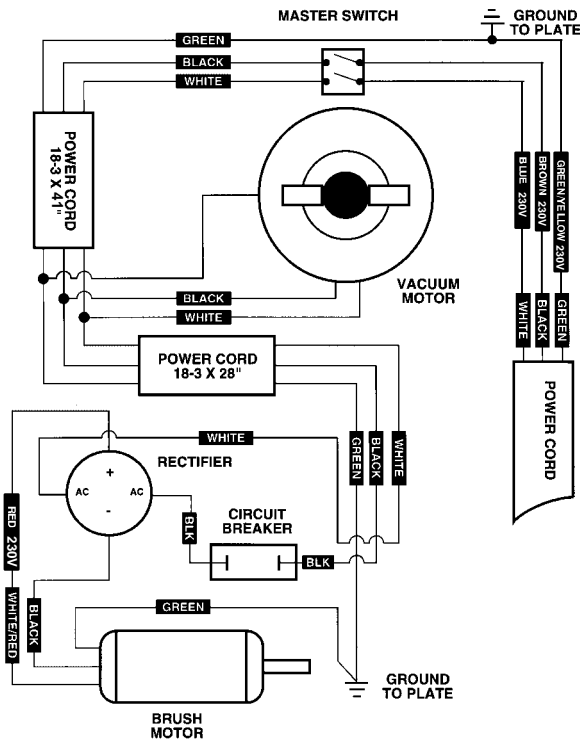 MASTER SWITCH
GROUND
TO PLATE
GREEN
BLACK
WHITE
POWER CORD
18-3 X 41"
BLUE 230V
BROWN 230V
GREEN/YELLOW 230V
VACUUM
MOTOR
BLACK
WHITE
WHITE
BLACK
GREEN
POWER CORD
18-3 X 28"
POWER CORD
WHITE
GREEN
BLACK
WHITE
RECTIFIER
+
AC
AC
-
CIRCUIT
BREAKER
BLK
BLK
RED 230V
WHITE/RED
BLACK
GREEN
GROUND
TO PLATE
BRUSH
MOTOR